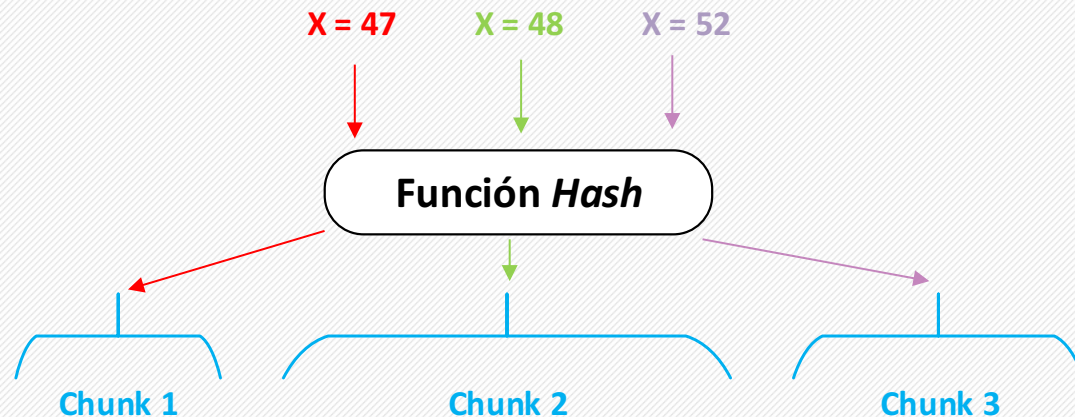 X = 47 X = 48 X = 52
Función Hash
Chunk 1 Chunk 2 Chunk 3